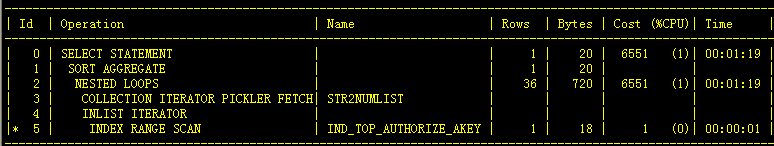 | Id | Operation | Name | Rows | Bytes | Cost (%CPU)| Time |
| 0 | SELECT STATEMENT | | 1 | 20 | 6551 (1)| 00:01:19 |
| 1 | SORT AGGREGATE | | 1 | 20 | | |
| 2 | NESTED LOOPS | | 36 | 720 | 6551 (1)| 00:01:19 |
| 3 | COLLECTION ITERATOR PICKLER FETCH| STR2NUMLIST | | | | |
| 4 | INLIST ITERATOR | | | | | |
|* 5 | INDEX RANGE SCAN | IND_TOP_AUTHORIZE_AKEY | 1 | 18 | 1 (0)| 00:00:01 |